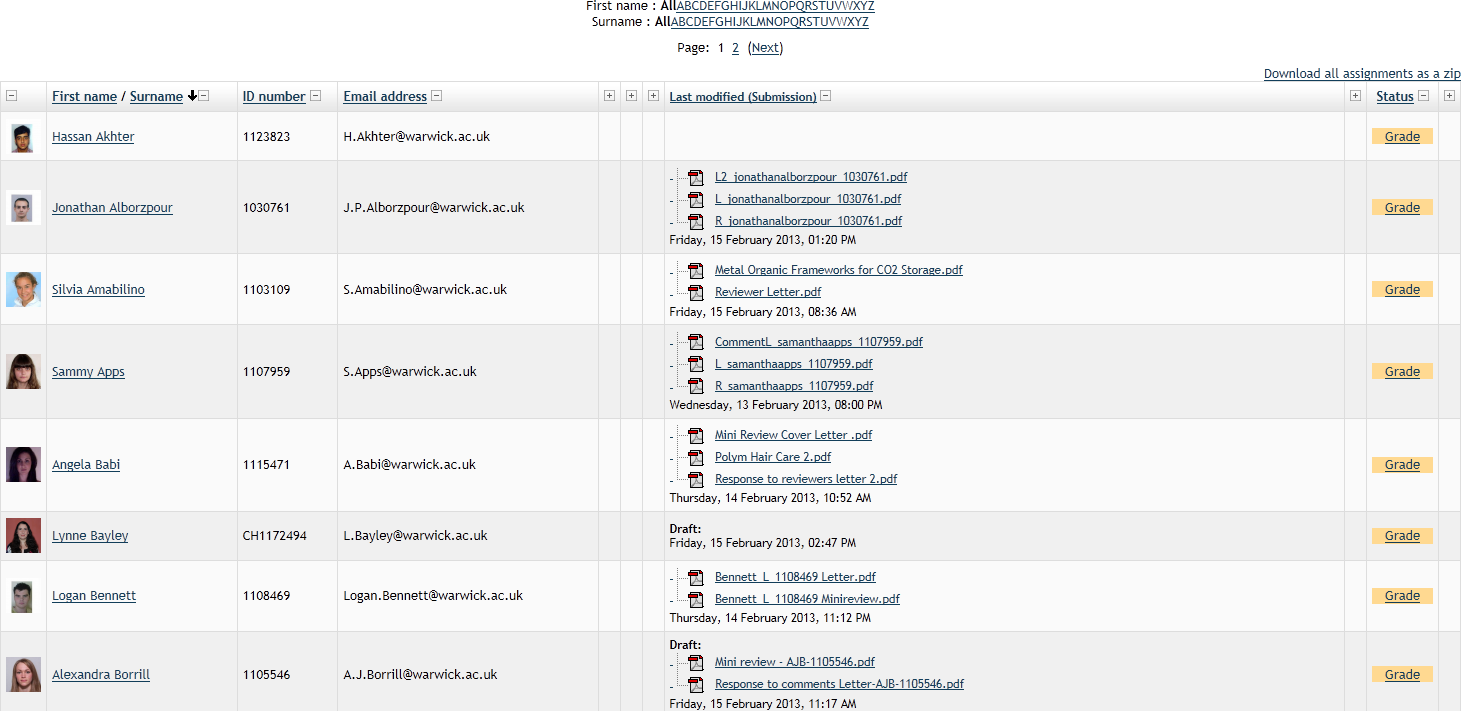 First name : AllABCDEFGHIJKLMNOPQRSTUVWXYZ
Surname : AllABCDEFGHIJKLMNOPQRSTUVWXYZ
Page: 1 2 (Next)
Download all assignments as a zip
First name / Surname ID number Email address Last modified (Submission) Status
Hassan Akhter 1123823 H.Akhter@warwick.ac.uk Grade
L2_jonathanalborzpour_1030761.pdf
L_jonathanalborzpour_1030761.pdf
Jonathan Alborzpour 1030761 J.P.Alborzpour@warwick.ac.uk Grade
R_jonathanalborzpour_1030761.pdf
Friday, 15 February 2013, 01:20 PM
Metal Organic Frameworks for CO2 Storage.pdf
Silvia Amabilino 1103109 S.Amabilino@warwick.ac.uk Reviewer Letter.pdf Grade
Friday, 15 February 2013, 08:36 AM
CommentL_samanthaapps_1107959.pdf
L_samanthaapps_1107959.pdf
Sammy Apps 1107959 S.Apps@warwick.ac.uk Grade
R_samanthaapps_1107959.pdf
Wednesday, 13 February 2013, 08:00 PM
Mini Review Cover Letter .pdf
Polym Hair Care 2.pdf
Angela Babi 1115471 A.Babi@warwick.ac.uk Grade
Response to reviewers letter 2.pdf
Thursday, 14 February 2013, 10:52 AM
Draft:
Lynne Bayley CH1172494 L.Bayley@warwick.ac.uk Grade
Friday, 15 February 2013, 02:47 PM
Bennett_L_1108469 Letter.pdf
Logan Bennett 1108469 Logan.Bennett@warwick.ac.uk Bennett_L_1108469 Minireview.pdf Grade
Thursday, 14 February 2013, 11:12 PM
Draft:
Mini review - AJB-1105546.pdf
Alexandra Borrill 1105546 A.J.Borrill@warwick.ac.uk Grade
Response to comments Letter-AJB-1105546.pdf
Friday, 15 February 2013, 11:17 AM